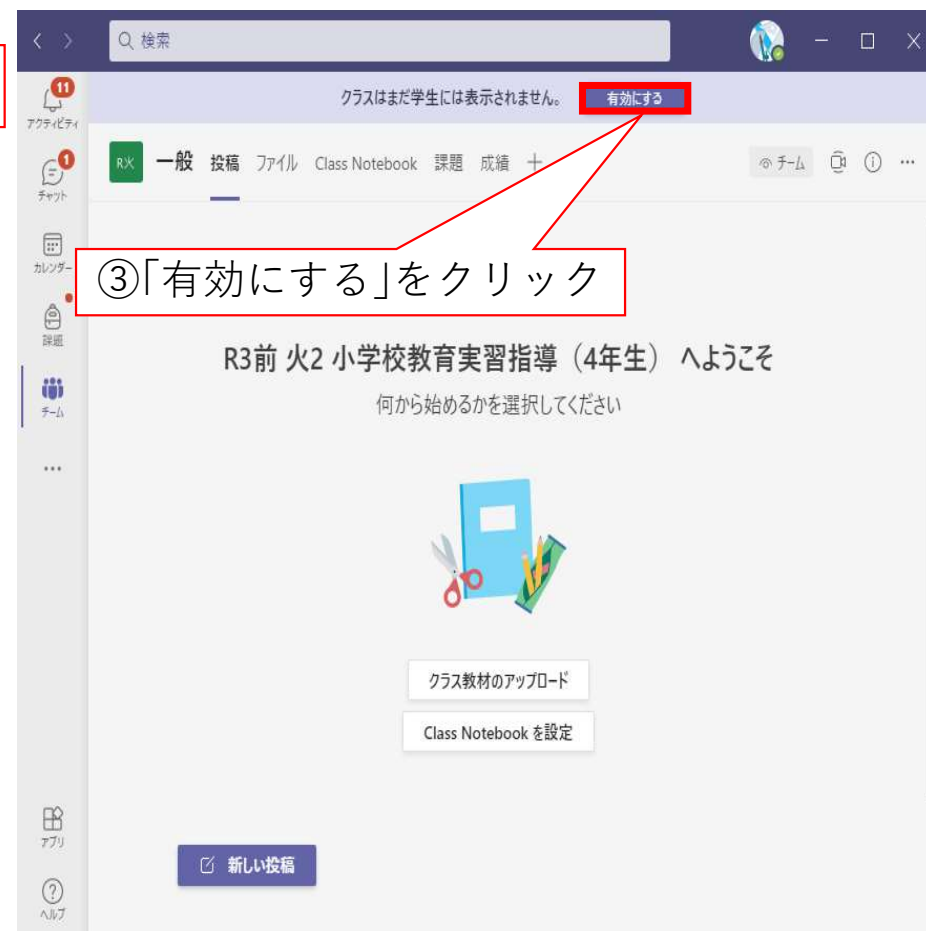 検索
11
アクティビティ
クラスはまだ学生には表示されません。 有効にする
R火 一般 投稿 ファイル Class Notebook 課題 成績 チーム
1
チャット
カレンダー
③「有効にする」をクリック
課題
R3前 火2 小学校教育実習指導（4年生） へようこそ
何から始めるかを選択してください
チーム
クラス教材のアップロード
Class Notebook を設定
アプリ
新しい投稿
ヘルプ